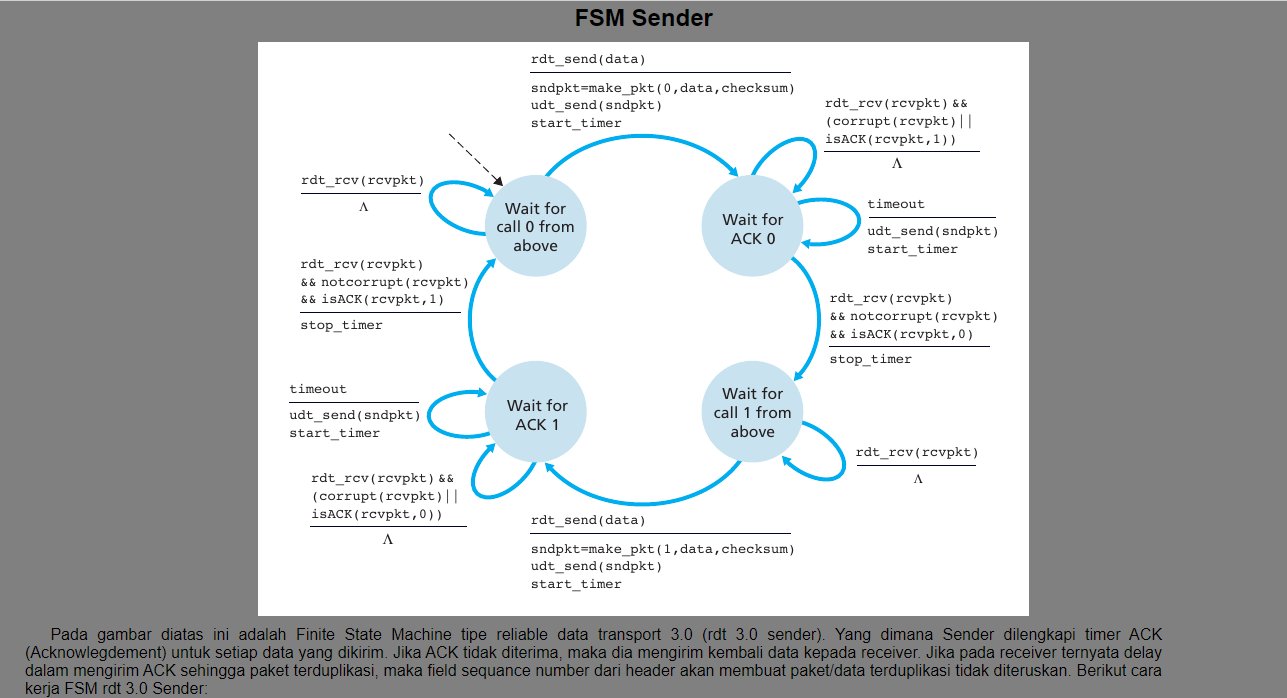 FSM Sender
rdt_send(data)
sndpkt=make_pkt(0,data,checksum)
udt_send(sndpkt)
start_timer
rdt_rcv(rcvpkt)&&
(corrupt(rcvpkt)||
isACK(rcvpkt,1))
Λ
rdt_rcv(rcvpkt)
Λ
Wait for
call 0 from
above
Wait for
ACK 0
timeout
udt_send(sndpkt)
start_timer
rdt_rcv(rcvpkt)
&& notcorrupt(rcvpkt)
&& isACK(rcvpkt,1)
stop_timer
rdt_rcv(rcvpkt)
&& notcorrupt(rcvpkt)
&& isACK(rcvpkt,0)
stop_timer
timeout
udt_send(sndpkt)
start_timer
Wait for
ACK 1
Wait for
call 1 from
above
rdt_rcv(rcvpkt)
Λ
rdt_rcv(rcvpkt)&&
(corrupt(rcvpkt)||
isACK(rcvpkt,0))
Λ
rdt_send(data)
sndpkt=make_pkt(1,data,checksum)
udt_send(sndpkt)
start_timer
Pada gambar diatas ini adalah Finite State Machine tipe reliable data transport 3.0 (rdt 3.0 sender). Yang dimana Sender dilengkapi timer ACK
(Acknowlegdement) untuk setiap data yang dikirim. Jika ACK tidak diterima, maka dia mengirim kembali data kepada receiver. Jika pada receiver ternyata delay
dalam mengirim ACK sehingga paket terduplikasi, maka field sequance number dari header akan membuat paket/data terduplikasi tidak diteruskan. Berikut cara
kerja FSM rdt 3.0 Sender: